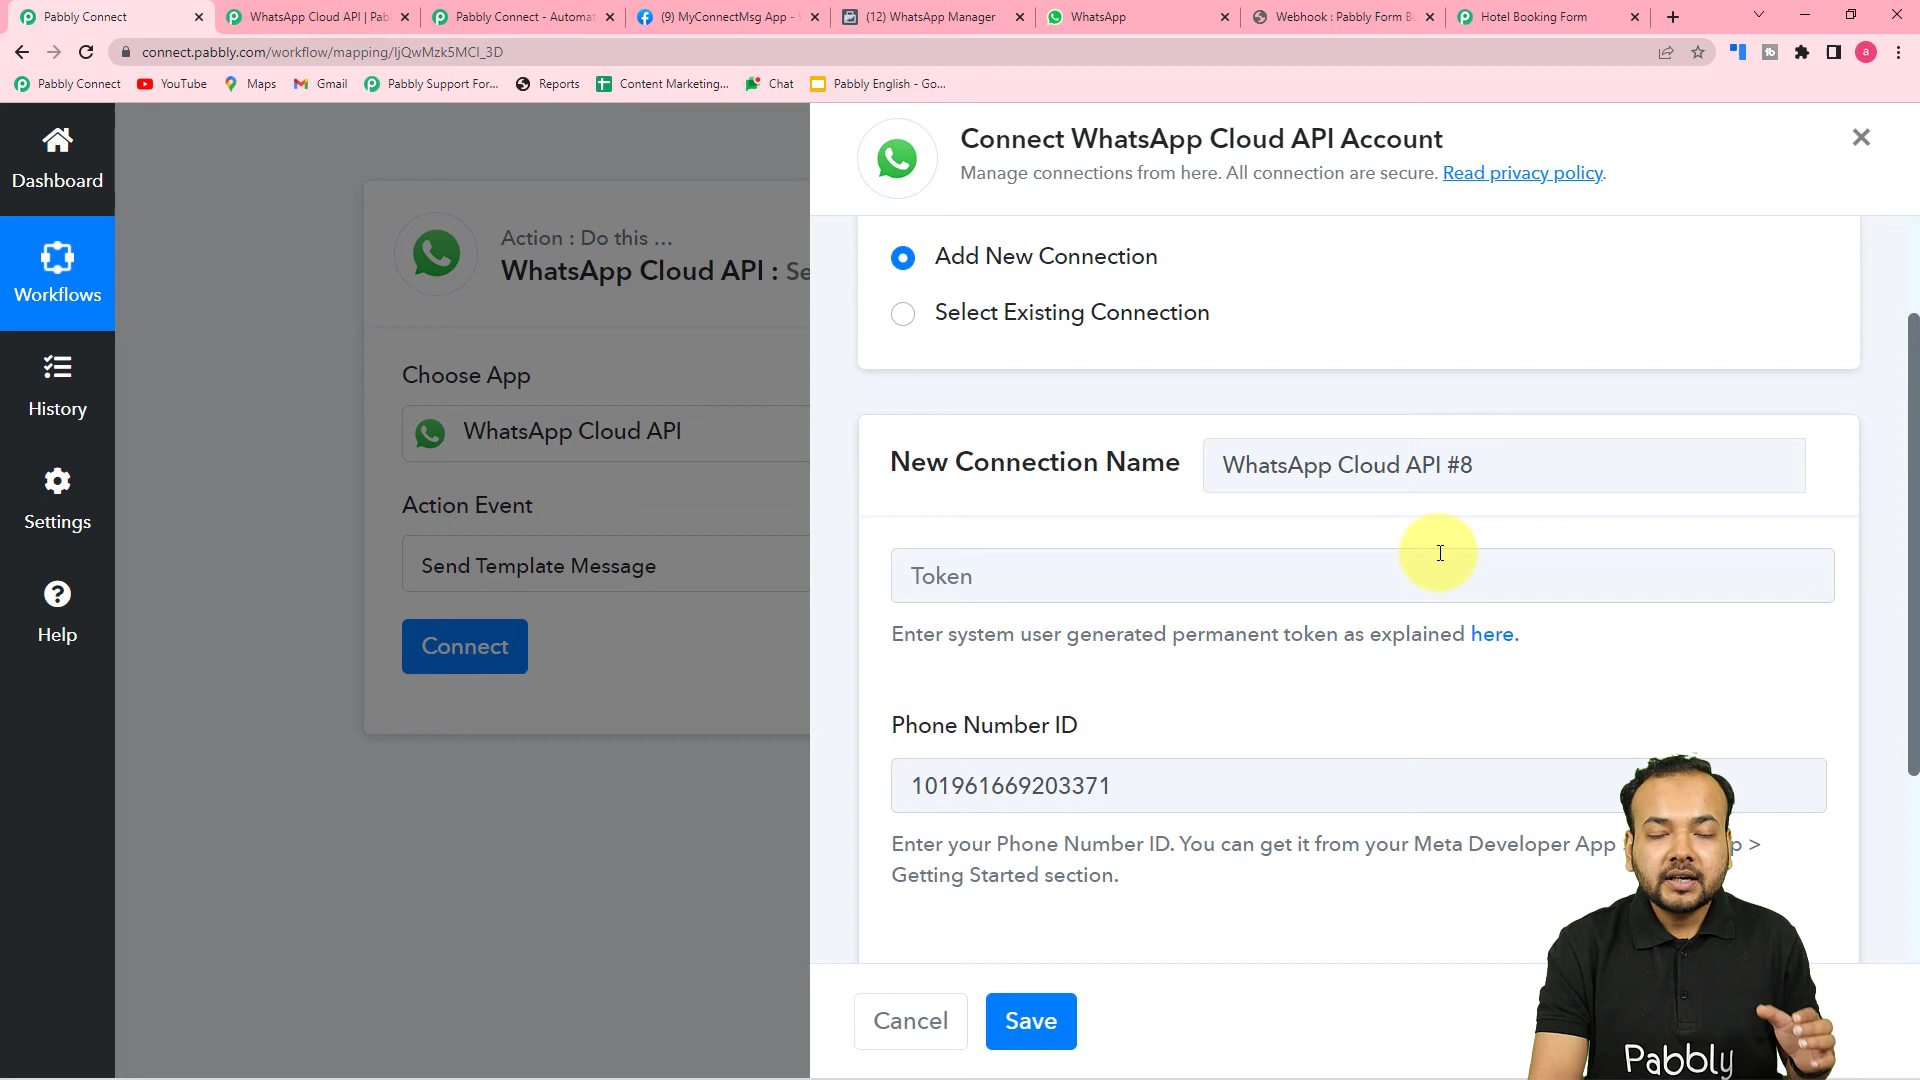 Pabbly Connect
WhatsApp Cloud API | Pab
Pabbly Connect - Automat
(9) MyConnectMsg App -
(12) WhatsApp Manager
WhatsApp
Webhook : Pabbly Form B
Hotel Booking Form
connect.pabbly.com/workflow/mapping/IjQwMzk5MCI_3D
a
Pabbly Connect
YouTube
Maps
Gmail
Pabbly Support For...
Reports
Content Marketing...
Chat
Pabbly English - Go...
Dashboard
Workflows
History
Settings
Help
Action : Do this ...
WhatsApp Cloud API : Se
Choose App
WhatsApp Cloud API
Action Event
Send Template Message
Connect
Connect WhatsApp Cloud API Account
Manage connections from here. All connection are secure. Read privacy policy.
Add New Connection
Select Existing Connection
New Connection Name
WhatsApp Cloud API #8
Token
Enter system user generated permanent token as explained here.
Phone Number ID
101961669203371
Enter your Phone Number ID. You can get it from your Meta Developer App p >
Getting Started section.
Cancel
Save
Pabbly